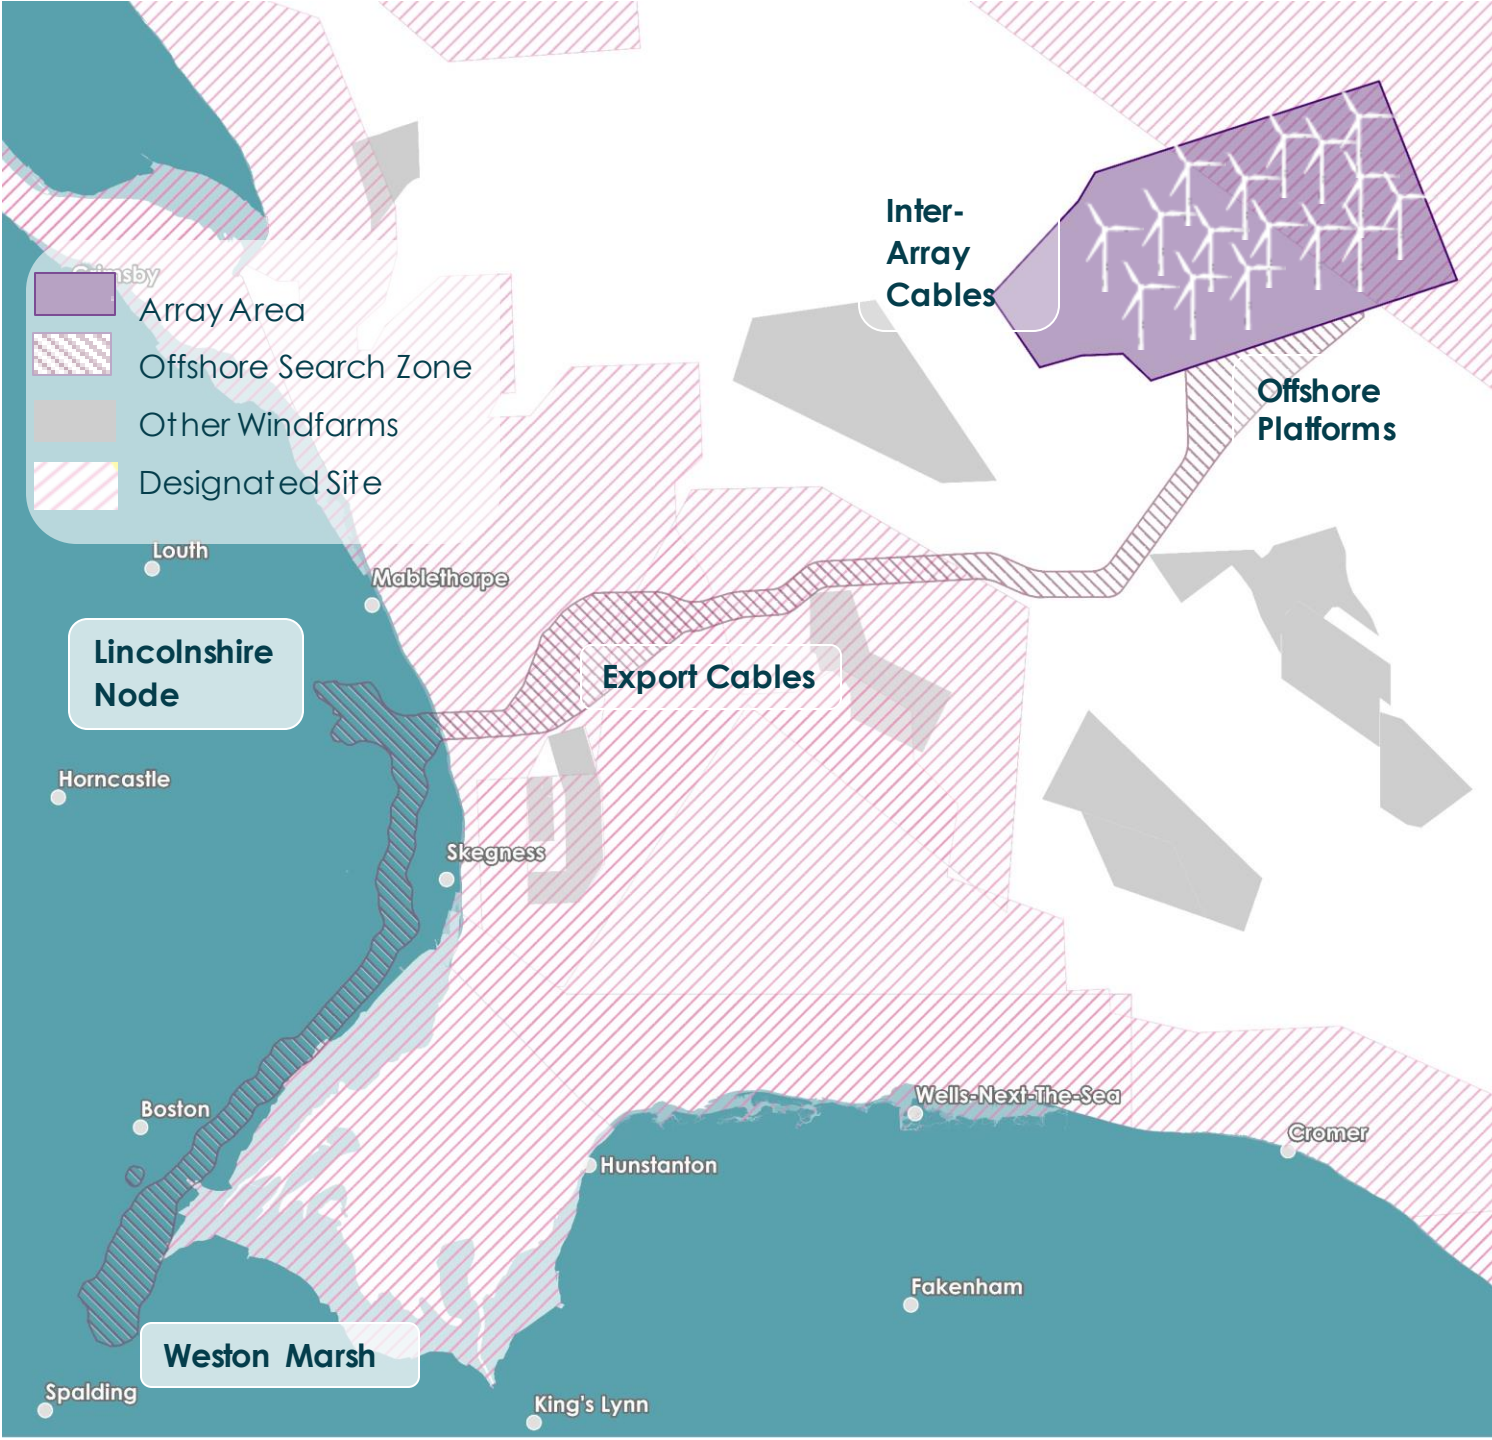 Inter-
Array
Cables
Grimsby
Array Area
Offshore Search Zone
Other Windfarms
Designated Site
Offshore
Platforms
Louth
Mablethorpe
Lincolnshire
Node
Export Cables
Horncastle
Skegness
Boston
Wells-Next-The-Sea
Cromer
Hunstanton
Fakenham
Weston Marsh
Spalding
King's Lynn